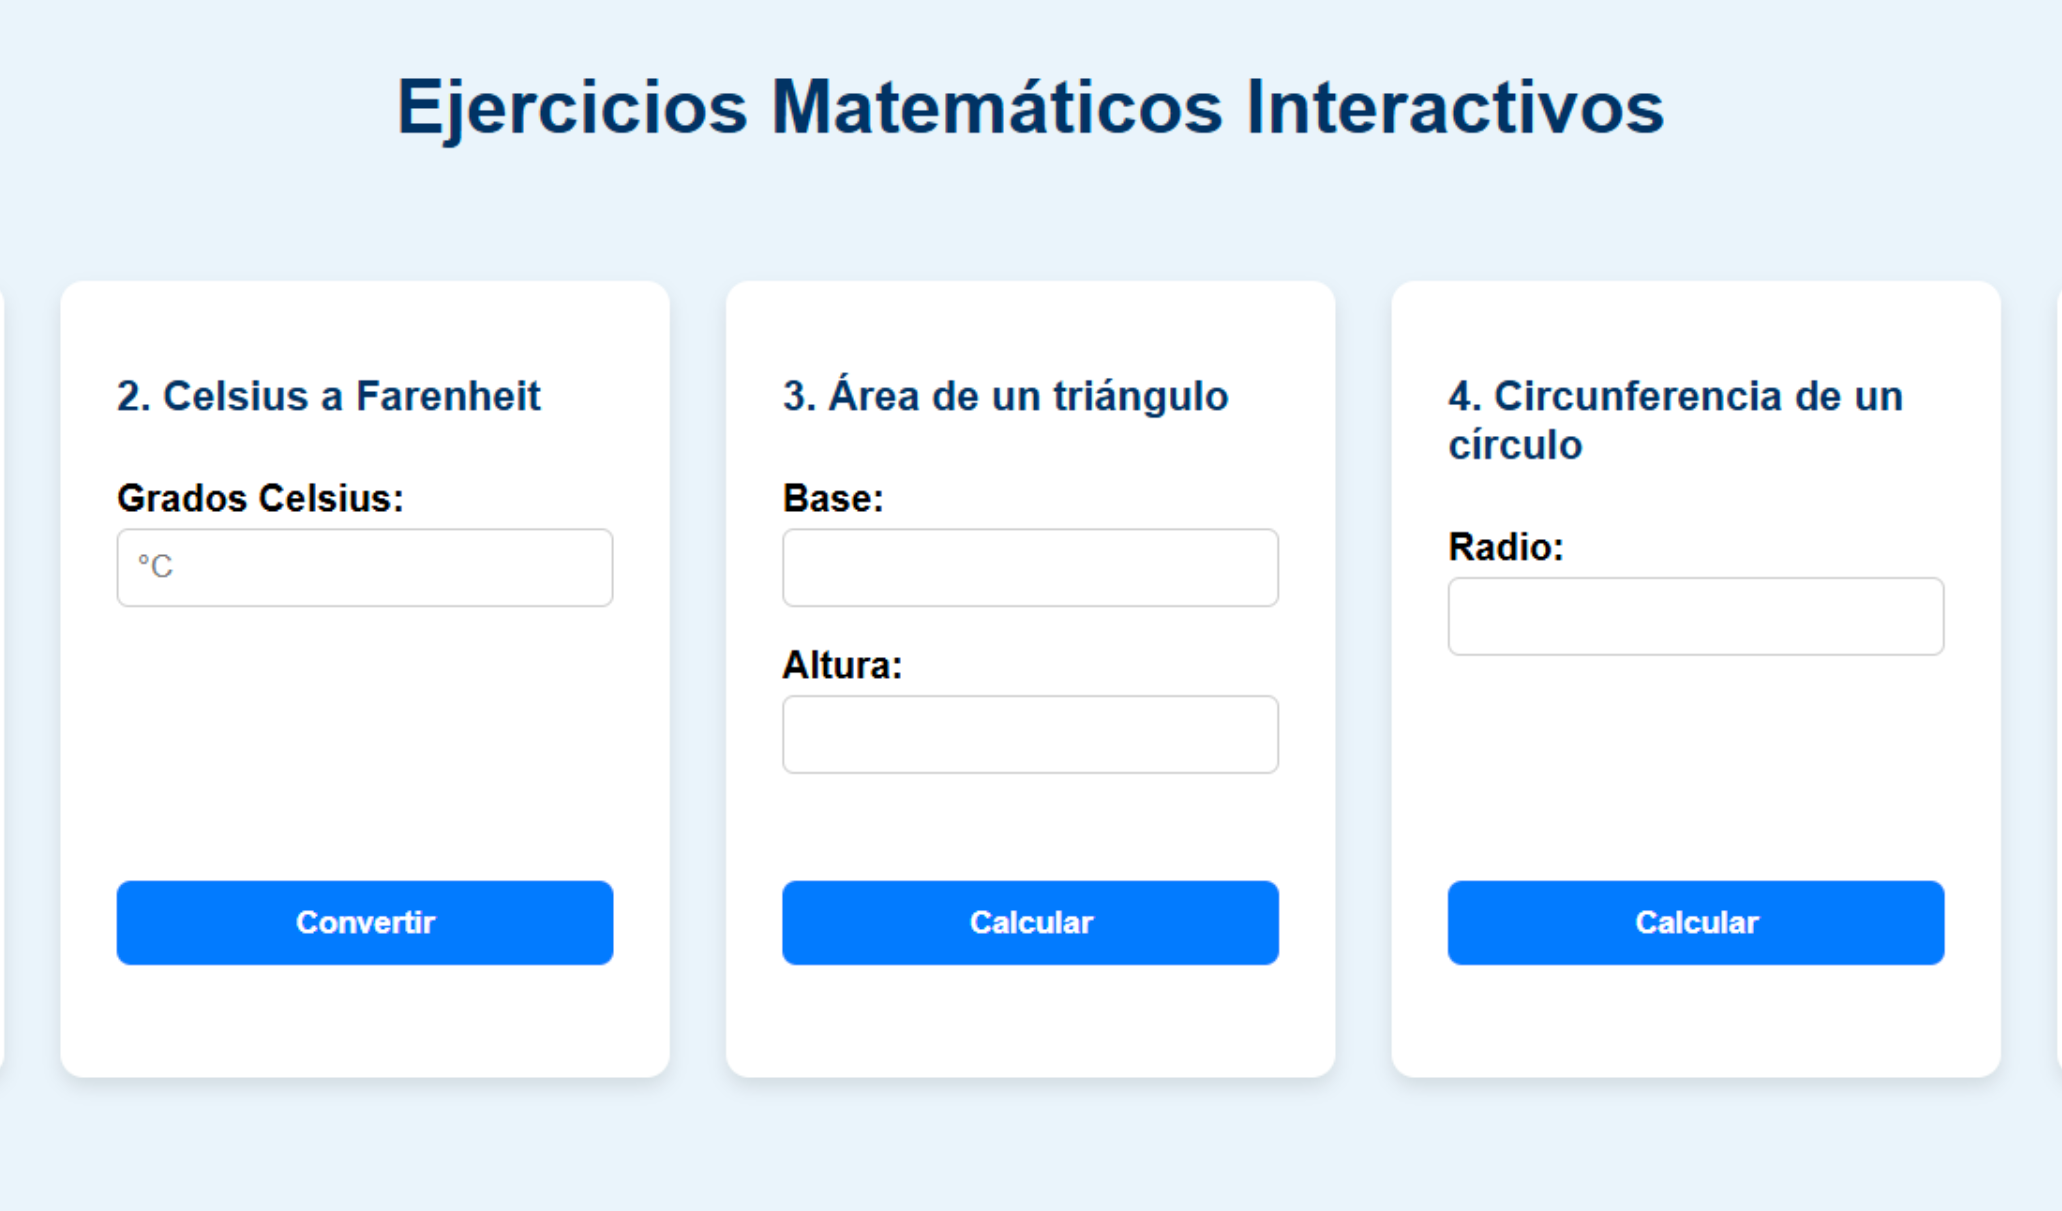 Ejercicios Matemáticos Interactivos
2. Celsius a Farenheit
Grados Celsius:
°C
Convertir
3. Área de un triángulo
Base:
Altura:
Calcular
4. Circunferencia de un
círculo
Radio:
Calcular